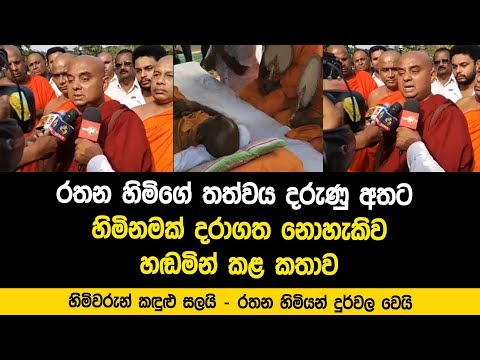 රතන හිමිගේ තත්වය දරුණු අතට
හිමිනමක් දරාගත නොහැකිව
හඬමින් කළ කතාව
හිමිවරුන් කඳුළු සලයි - රතන හිමියන් දුර්වල වෙයි